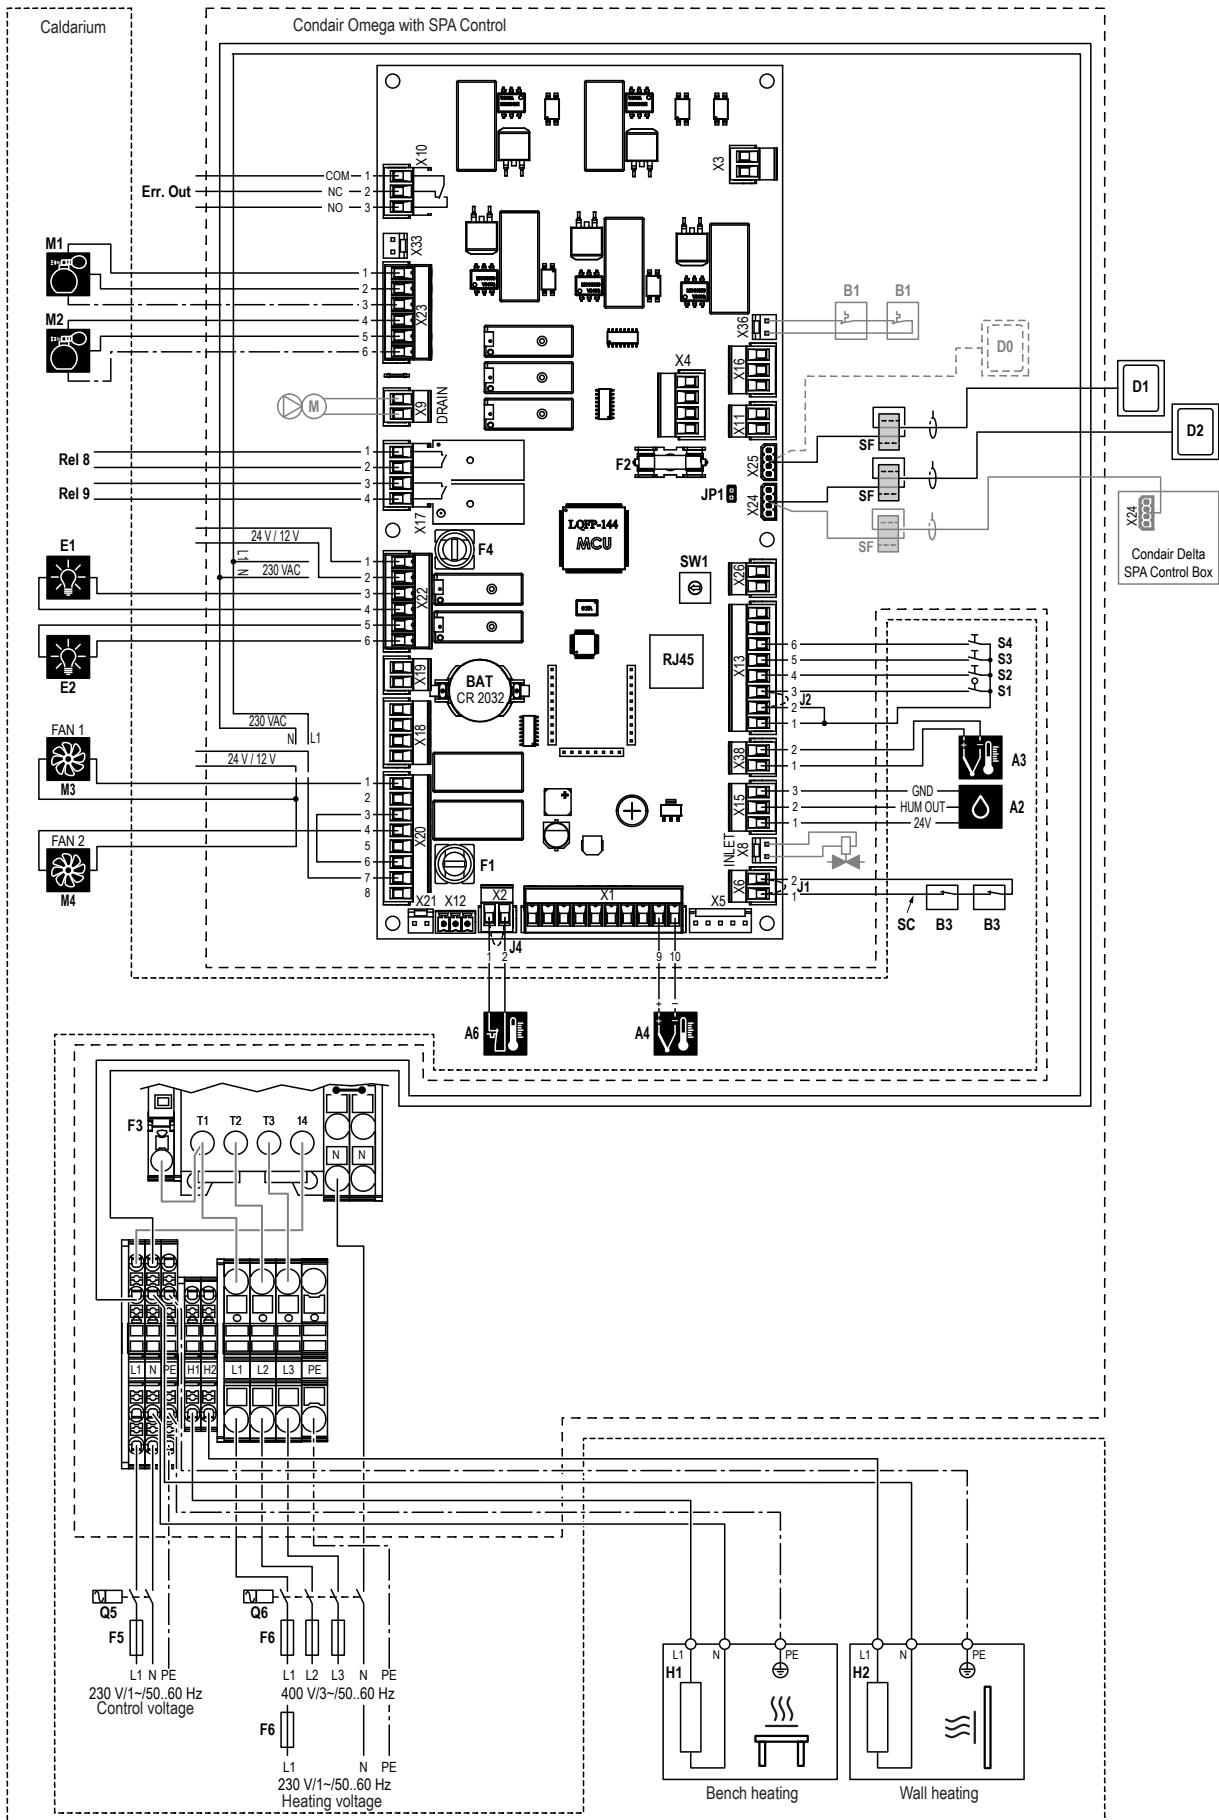 Caldarium
Condair Omega with SPA Control
X10
X3
COM 1
Err. Out
NC 2
NO 3
X33
M1
1
2
3
M2
4
5
6
X23
X36
B1 B1
D0
X4
X16
D1
M
X9
DRAIN
X11
D2
SF
Rel 8
1
2
F2
X25
Rel 9
3
4
JP1
SF
X24
X17
X24
24 V / 12 V
F4
LQFP-144
MCU
SF
Condair Delta
SPA Control Box
E1
L1
N
230 VAC
1
2
3
4
5
6
X22
SW1
X26
E2
X19
BAT
CR 2032
RJ45
X13
6 S4
5 S3
4 S2
3 S1
J2
2
1
230 VAC
N L1
X18
FAN 1
24 V / 12 V
M3
X38
2
1
A3
1
2
3
4
5
6
7
8
X20
X15
3 GND
2 HUM OUT
1 24V
A2
FAN 2
M4
F1
INLET
X8
X6
2
1
J1
SC B3 B3
X21 X12 X2 X1 X5
J4
1 2
9 10
A6
+ −
A4
F3
T1 T2 T3 14
N N
L1 N PE H1 H2 L1 L2 L3 PE
Q5 Q6
F5 F6
L1 N PE L1 L2 L3 N PE
230 V/1~/50..60 Hz
Control voltage
400 V/3~/50..60 Hz
F6
L1 N PE
230 V/1~/50..60 Hz
Heating voltage
L1 N PE
H1
L1 N PE
H2
Bench heating
Wall heating